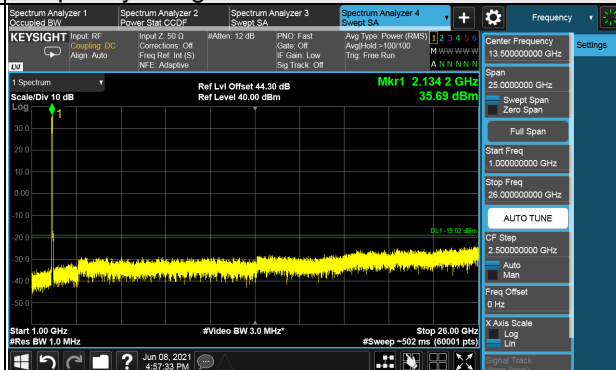 Spectrum Analyzer 1
Occupied BW
Spectrum Analyzer 2
Power Stat CCDF
Spectrum Analyzer 3
Swept SA
Spectrum Analyzer 4
Swept SA
Frequency
KEYSIGHT
Input: RF
Coupling: DC
Align: Auto
Input Z: 50 Ω
Corrections: Off
Freq Ref: Int (S)
NFE: Adaptive
#Atten: 12 dB
PNO: Fast
Gate: Off
IF Gain: Low
Sig Track: Off
Avg Type: Power (RMS)
Avg|Hold:>100/100
Trig: Free Run
1 2 3 4 5 6
M W W W W W
A N N N N N
LXI
1 Spectrum
Scale/Div 10 dB
Log
Ref Lvl Offset 44.30 dB
Ref Level 40.00 dBm
Mkr1 2.134 2 GHz
35.69 dBm
1
30.0
20.0
10.0
0.00
-10.0
-20.0
-30.0
-40.0
-50.0
DL1 -19.02 dBm
Start 1.00 GHz
#Res BW 1.0 MHz
#Video BW 3.0 MHz*
Stop 26.00 GHz
#Sweep ~502 ms (60001 pts)
Center Frequency
13.500000000 GHz
Settings
Span
25.0000000 GHz
Swept Span
Zero Span
Full Span
Start Freq
1.000000000 GHz
Stop Freq
26.000000000 GHz
AUTO TUNE
CF Step
2.500000000 GHz
Auto
Man
Freq Offset
0 Hz
X Axis Scale
Log
Lin
Signal Track
?
Jun 08, 2021
4:57:33 PM